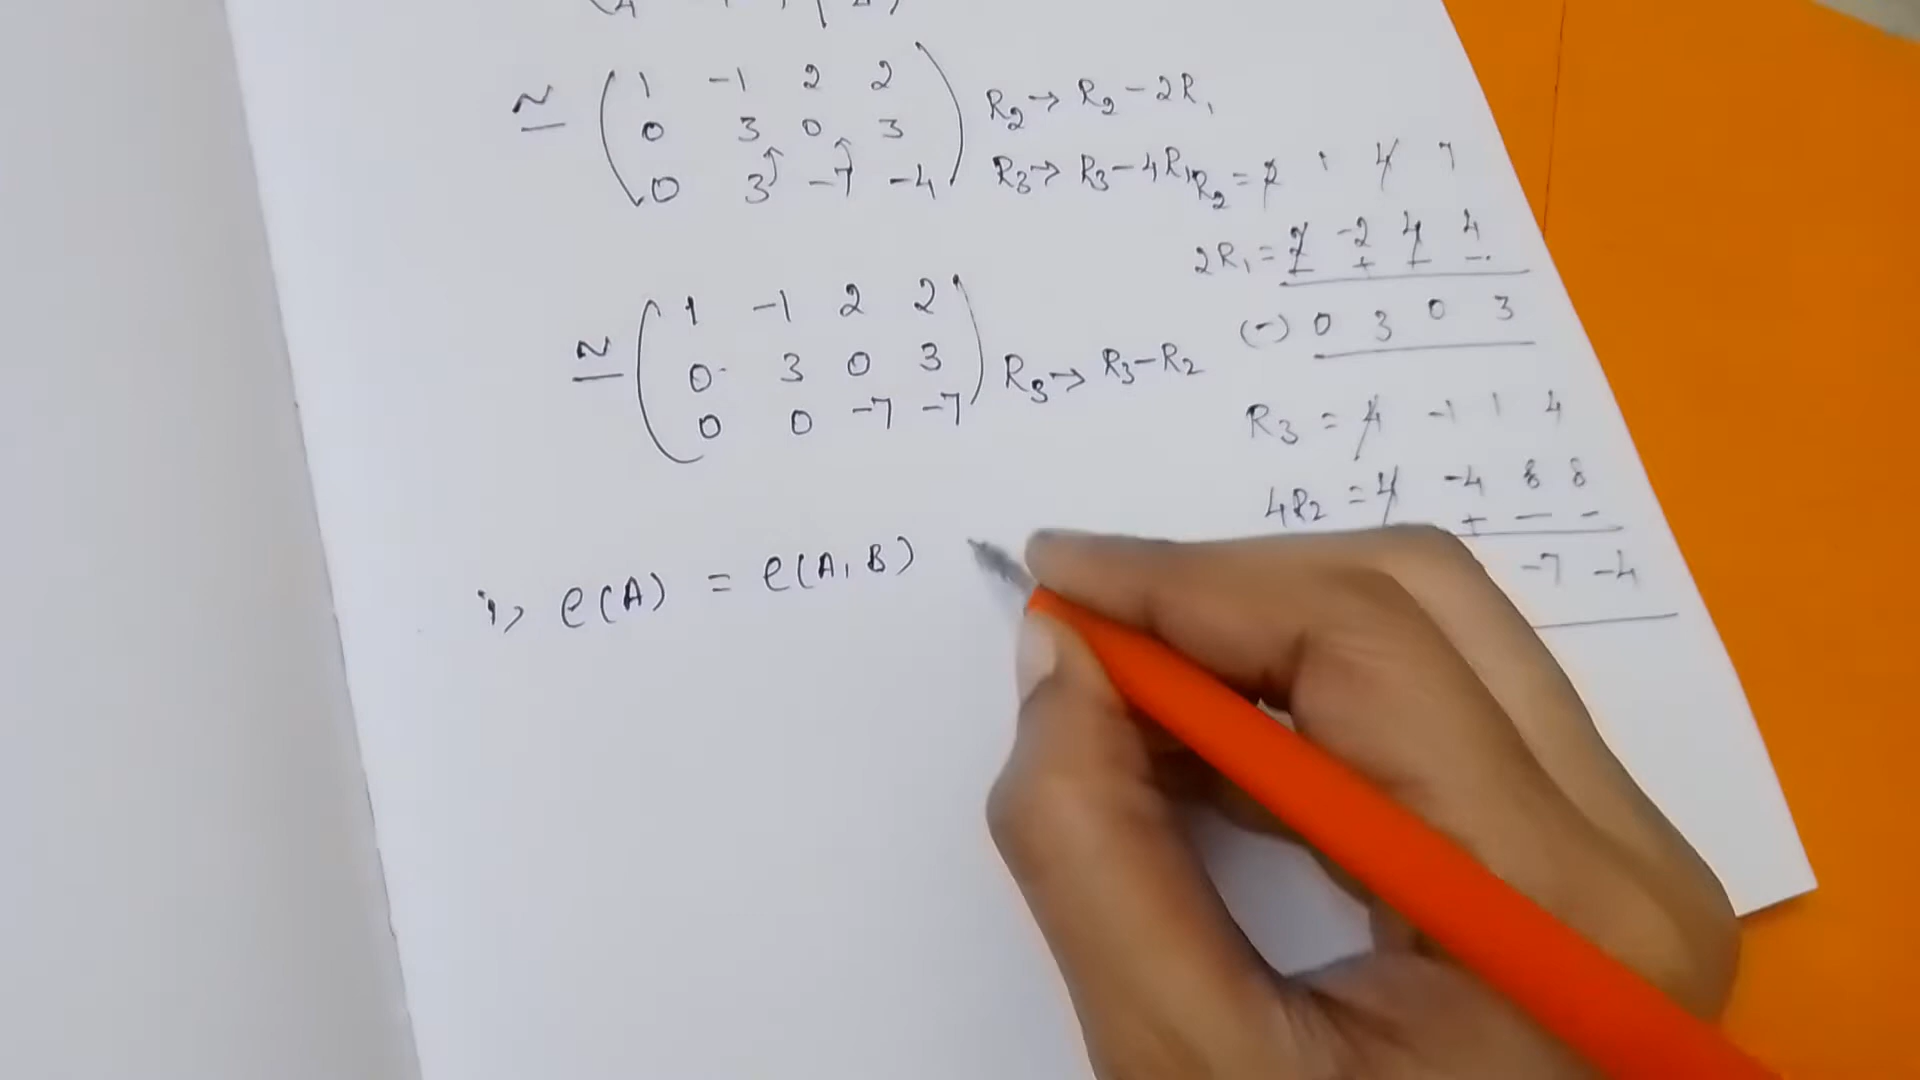 ≅ ( 1 -1 2 2
0 3 0 3
0 3 -7 -4 )
R₂ → R₂ - 2R₁
R₃ → R₃ - 4R₁
≅ ( 1 -1 2 2
0 3 0 3
0 0 -7 -7 )
R₃ → R₃ - R₂
i) ρ(A) = ρ(A, B)
R₂ = 2 1 4 7
2R₁ = 2 -2 4 4
- + - -
(-) 0 3 0 3
R₃ = 4 -1 1 4
4R₂ = 4 -4 8 8
+ - -
-7 -4